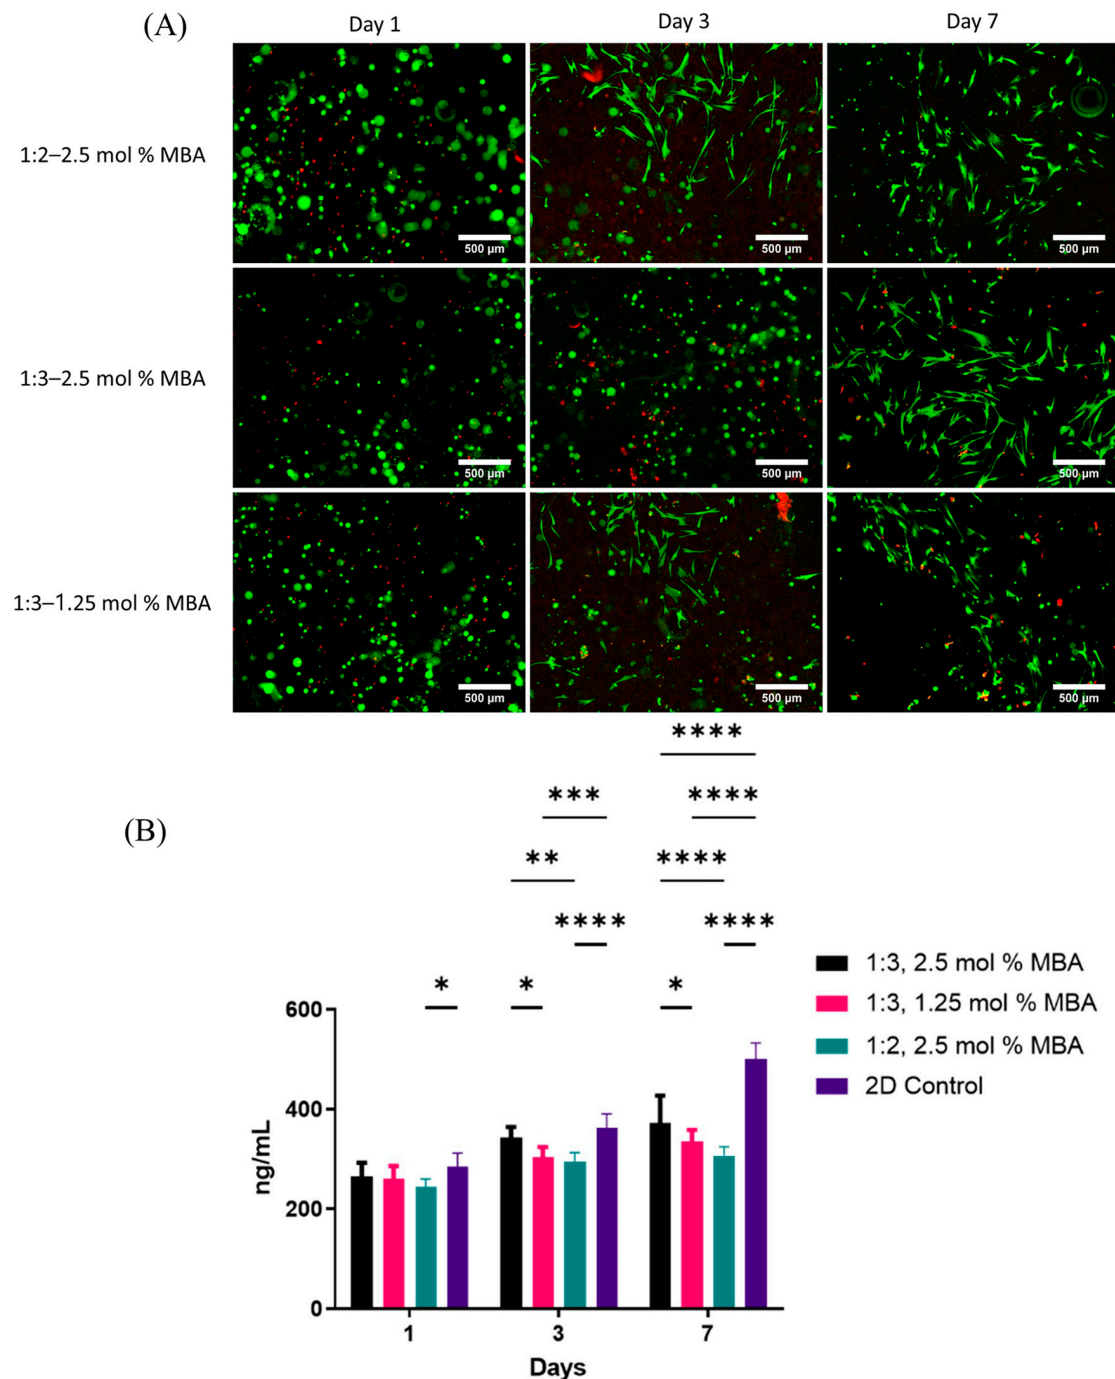 (A)
Day 1
Day 3
Day 7
1:2–2.5 mol % MBA
500 µm
500 µm
500 µm
1:3–2.5 mol % MBA
500 µm
500 µm
500 µm
1:3–1.25 mol % MBA
500 µm
500 µm
500 µm
(B)
****
***
****
**
****
****
****
*
*
*
1:3, 2.5 mol % MBA
1:3, 1.25 mol % MBA
1:2, 2.5 mol % MBA
2D Control
600
400
200
0
ng/mL
1
3
7
Days